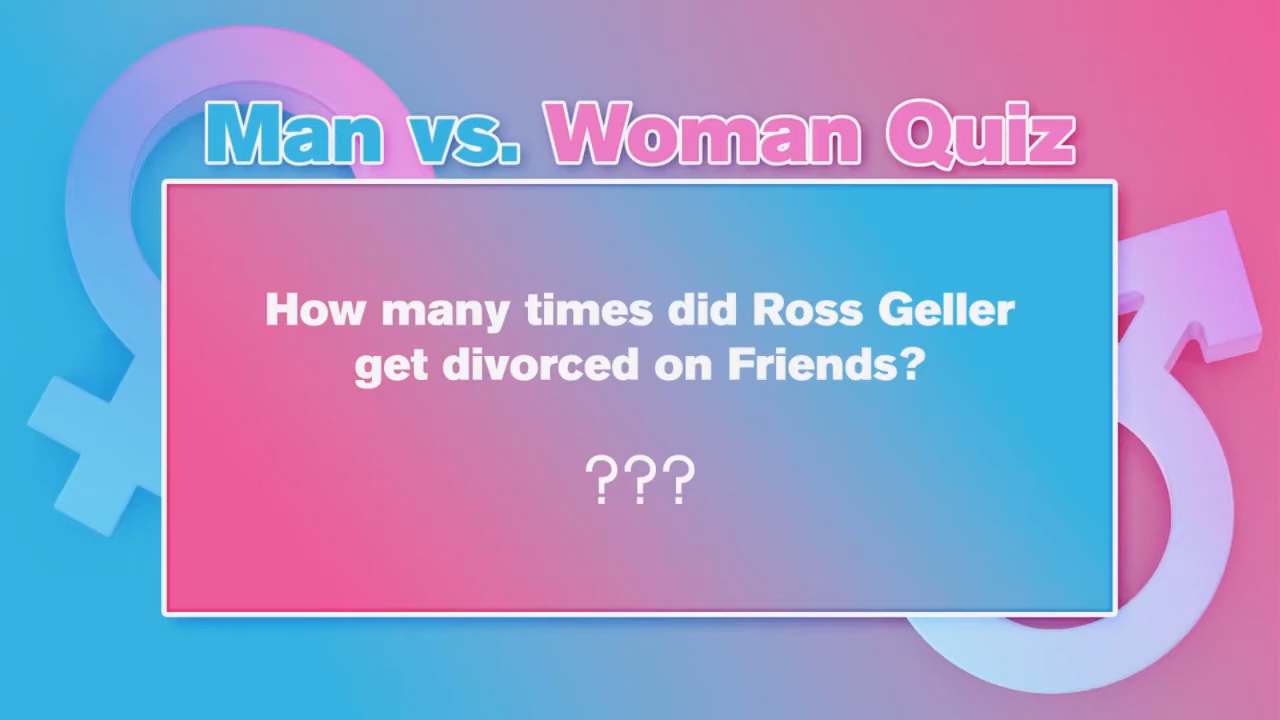 Man vs. Woman Quiz
How many times did Ross Geller
get divorced on Friends?
???